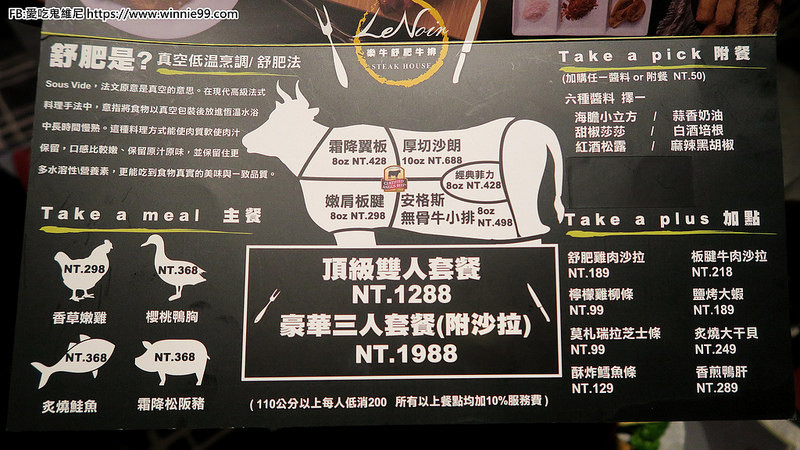 FB:愛吃鬼維尼 https://www.winnie99.com/
LeNoir
樂牛舒肥牛排
STEAK HOUSE
舒肥是? 真空低温烹調/ 舒肥法
Sous Vide，法文原意是真空的意思。在現代高級法式
料理手法中，意指將食物以真空包裝後放進恆溫水浴
中長時間慢熟。這種料理方式能使肉質軟使肉汁
保留，口感比較嫩、保留原汁原味，並保留住更
多水溶性\營養素，更能吃到食物真實的美味與一致品質。
Take a meal 主餐
NT.298
香草嫩雞
NT.368
櫻桃鴨胸
NT.368
炙燒鮭魚
NT.368
霜降松阪豬
霜降翼板
8oz NT.428
厚切沙朗
10oz NT.688
經典菲力
8oz NT.428
嫩肩板腱
8oz NT.298
安格斯
無骨牛小排 8oz NT.498
頂級雙人套餐
NT.1288
豪華三人套餐(附沙拉)
NT.1988
( 110公分以上每人低消200 所有以上餐點均加10%服務費 )
Take a pick 附餐
(加購任一醬料 or 附餐 NT.50)
六種醬料 擇一
海膽小立方 / 蒜香奶油
甜椒莎莎 / 白酒培根
紅酒松露 / 麻辣黑胡椒
Take a plus 加點
舒肥雞肉沙拉
NT.189
板腱牛肉沙拉
NT.218
檸檬雞柳條
NT.99
鹽烤大蝦
NT.189
莫札瑞拉芝士條
NT.99
炙燒大干貝
NT.249
酥炸鱈魚條
NT.129
香煎鴨肝
NT.289